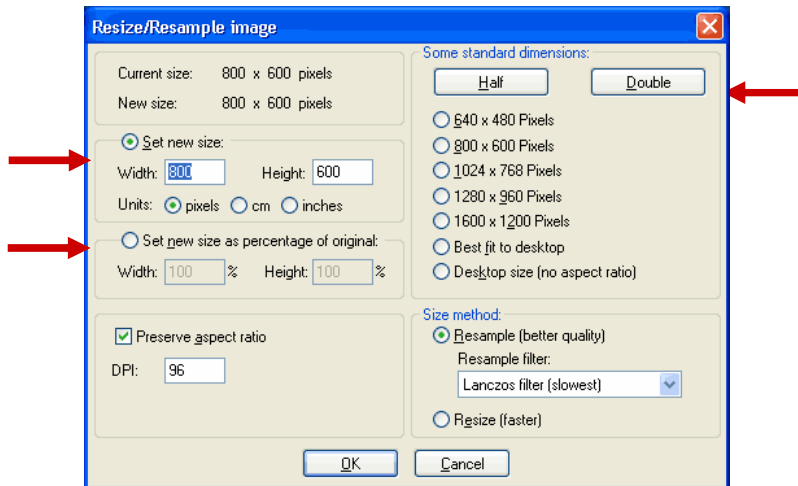 Resize/Resample image
Current size: 800 x 600 pixels
New size: 800 x 600 pixels
Set new size:
Width: 800 Height: 600
Units: pixels cm inches
Set new size as percentage of original:
Width: 100 % Height: 100 %
Preserve aspect ratio
DPI: 96
Some standard dimensions:
Half Double
640 x 480 Pixels
800 x 600 Pixels
1024 x 768 Pixels
1280 x 960 Pixels
1600 x 1200 Pixels
Best fit to desktop
Desktop size (no aspect ratio)
Size method:
Resample (better quality)
Resample filter:
Lanczos filter (slowest)
Resize (faster)
OK Cancel